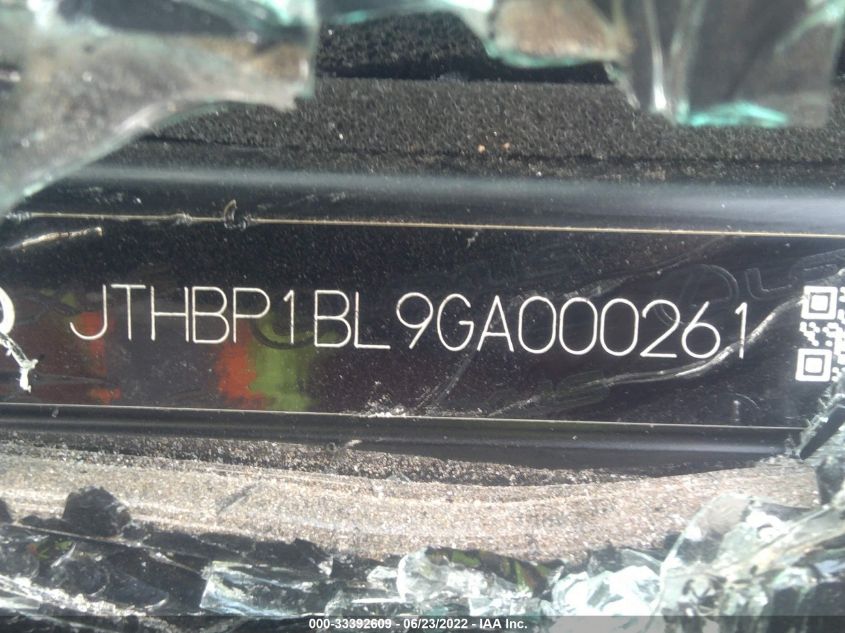 JTHBP1BL9GA000261
000-33392609 - 06/23/2022 - IAA Inc.